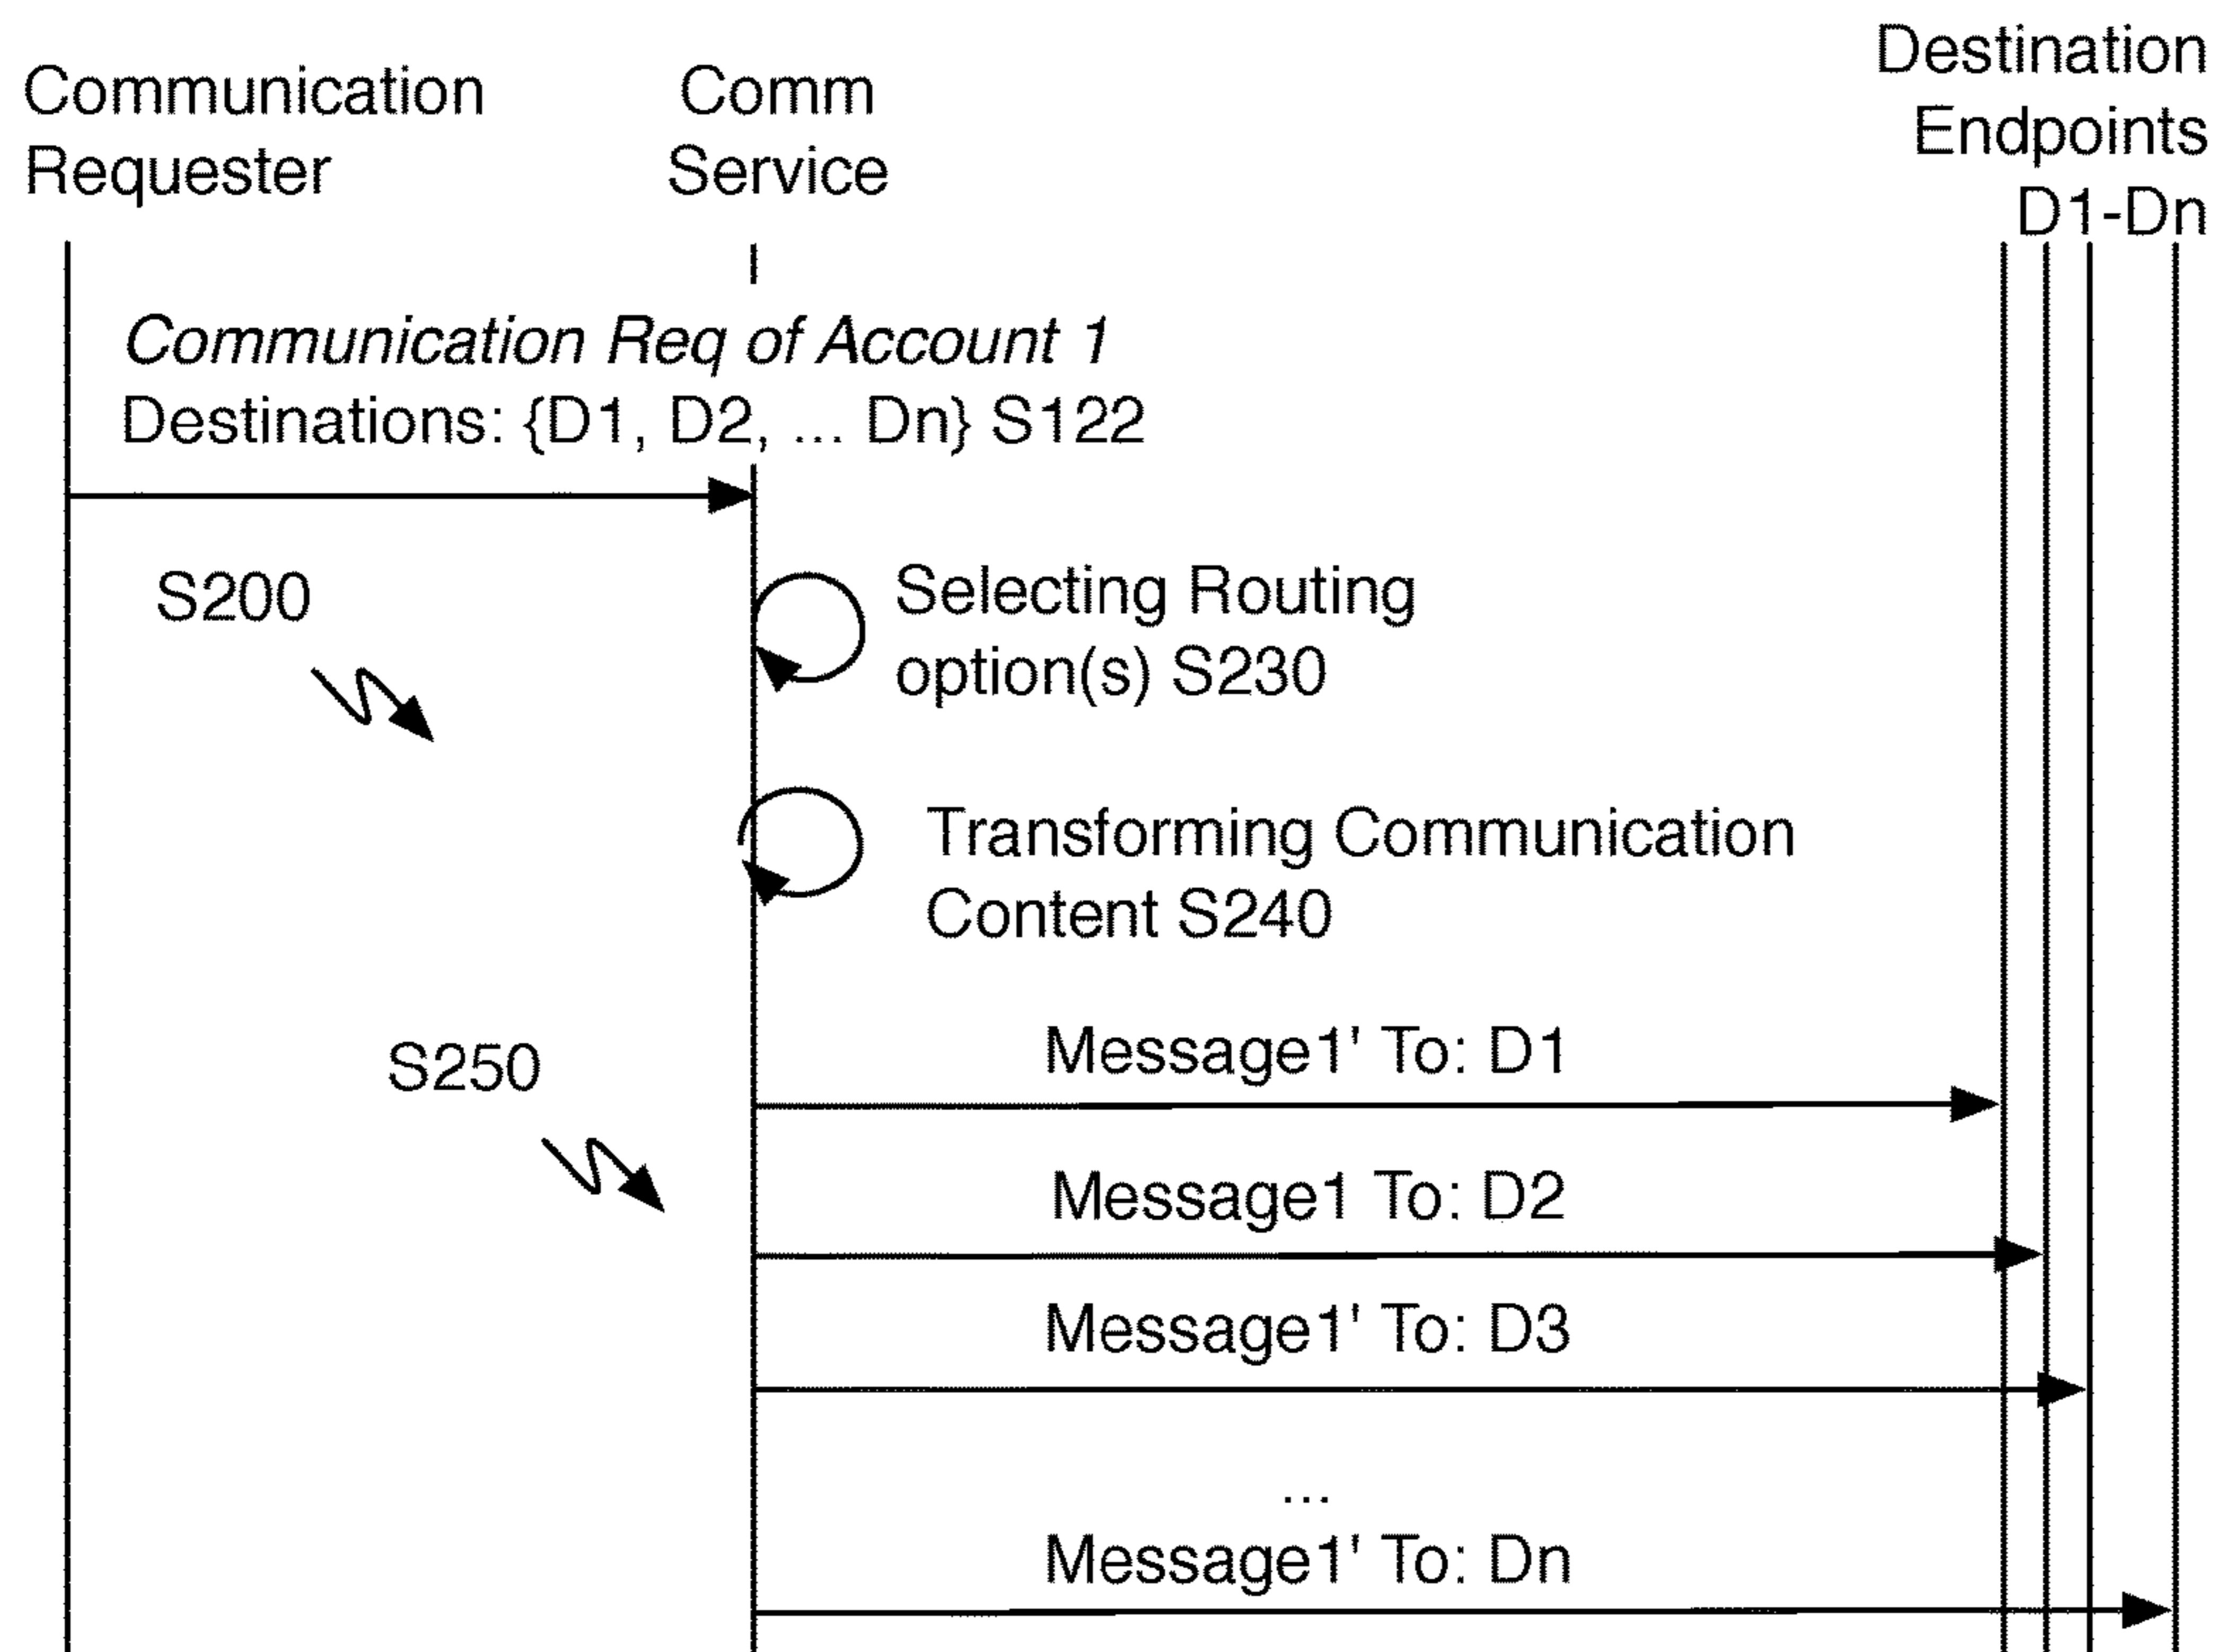 Communication
Requester
Comm
Service
Destination
Endpoints
D1-Dn
Communication Req of Account 1
Destinations: {D1, D2, ... Dn} S122
S200
Selecting Routing
option(s) S230
Transforming Communication
Content S240
S250
Message1' To: D1
Message1 To: D2
Message1' To: D3
...
Message1' To: Dn